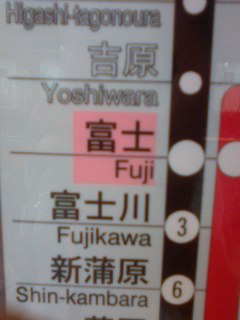 Higashi-tagonoura
吉原
Yoshiwara
富士
Fuji
富士川
Fujikawa
3
新蒲原
Shin-kambara
6